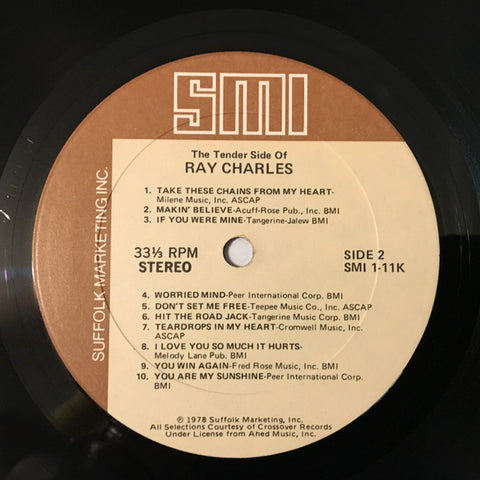 SMI
SUFFOLK MARKETING INC.
The Tender Side Of
RAY CHARLES
1. TAKE THESE CHAINS FROM MY HEART-
Milene Music, Inc. ASCAP
2. MAKIN' BELIEVE-Acuff-Rose Pub., Inc. BMI
3. IF YOU WERE MINE-Tangerine-Jalew BMI
33⅓ RPM
STEREO
SIDE 2
SMI 1-11K
4. WORRIED MIND-Peer International Corp. BMI
5. DON'T SET ME FREE-Teepee Music Co., Inc. ASCAP
6. HIT THE ROAD JACK-Tangerine Music Corp. BMI
7. TEARDROPS IN MY HEART-Cromwell Music, Inc.
ASCAP
8. I LOVE YOU SO MUCH IT HURTS-
Melody Lane Pub. BMI
9. YOU WIN AGAIN-Fred Rose Music, Inc. BMI
10. YOU ARE MY SUNSHINE-Peer International Corp.
BMI
℗ 1978 Suffolk Marketing, Inc.
All Selections Courtesy of Crossover Records
Under License from Ahed Music, Inc.